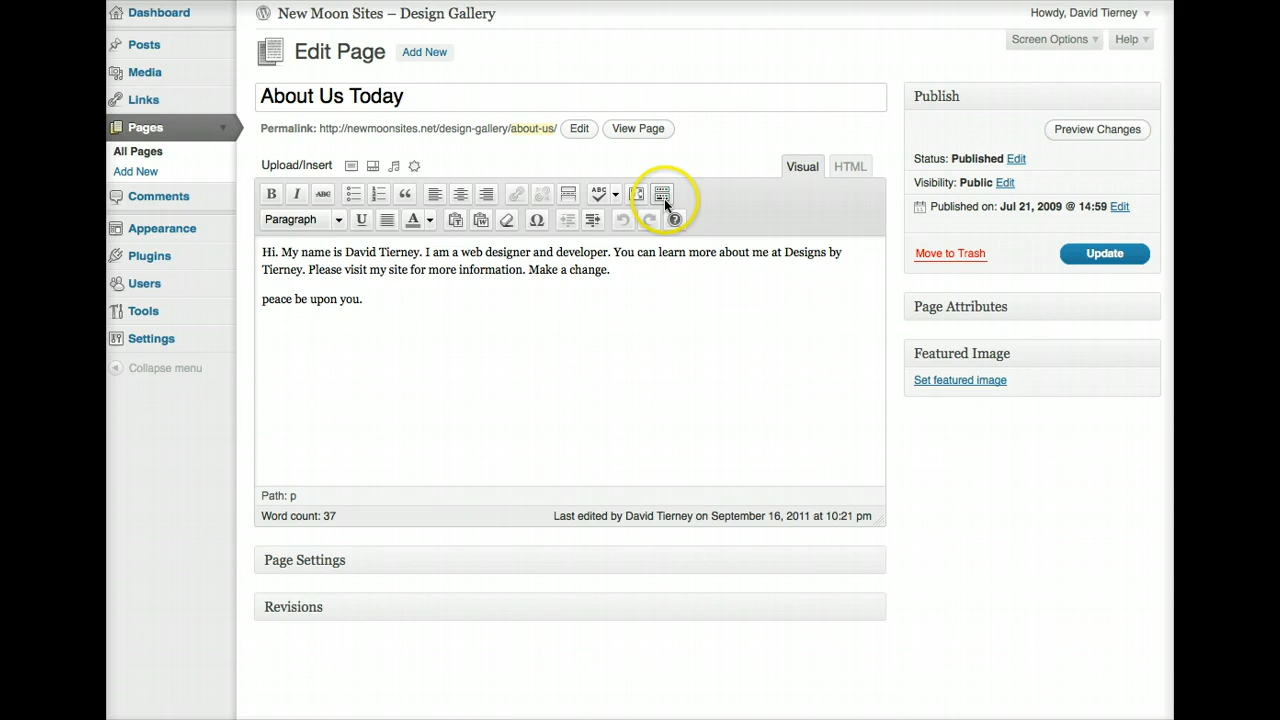 Dashboard
New Moon Sites – Design Gallery
Howdy, David Tierney
Screen Options
Help
Posts
Media
Links
Pages
All Pages
Add New
Comments
Appearance
Plugins
Users
Tools
Settings
Collapse menu
Edit Page
Add New
About Us Today
Permalink: http://newmoonsites.net/design-gallery/about-us/ Edit View Page
Upload/Insert
Visual HTML
B I ABC ABC
Paragraph U A Ω ?
Hi. My name is David Tierney. I am a web designer and developer. You can learn more about me at Designs by
Tierney. Please visit my site for more information. Make a change.
peace be upon you.
Path: p
Word count: 37
Last edited by David Tierney on September 16, 2011 at 10:21 pm
Page Settings
Revisions
Publish
Preview Changes
Status: Published Edit
Visibility: Public Edit
Published on: Jul 21, 2009 @ 14:59 Edit
Move to Trash
Update
Page Attributes
Featured Image
Set featured image